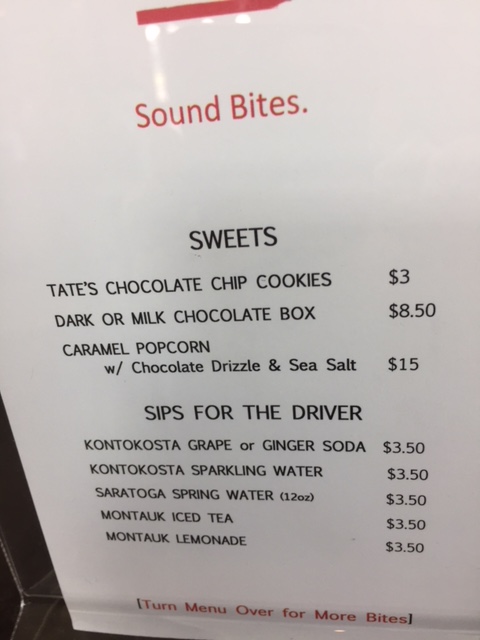 Sound Bites.
SWEETS
TATE'S CHOCOLATE CHIP COOKIES $3
DARK OR MILK CHOCOLATE BOX $8.50
CARAMEL POPCORN
w/ Chocolate Drizzle & Sea Salt $15
SIPS FOR THE DRIVER
KONTOKOSTA GRAPE or GINGER SODA $3.50
KONTOKOSTA SPARKLING WATER $3.50
SARATOGA SPRING WATER (12oz) $3.50
MONTAUK ICED TEA $3.50
MONTAUK LEMONADE $3.50
[Turn Menu Over for More Bites]